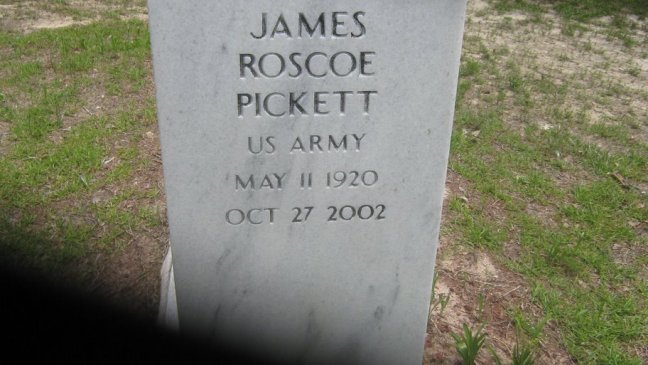 JAMES
ROSCOE
PICKETT
US ARMY
MAY 11 1920
OCT 27 2002